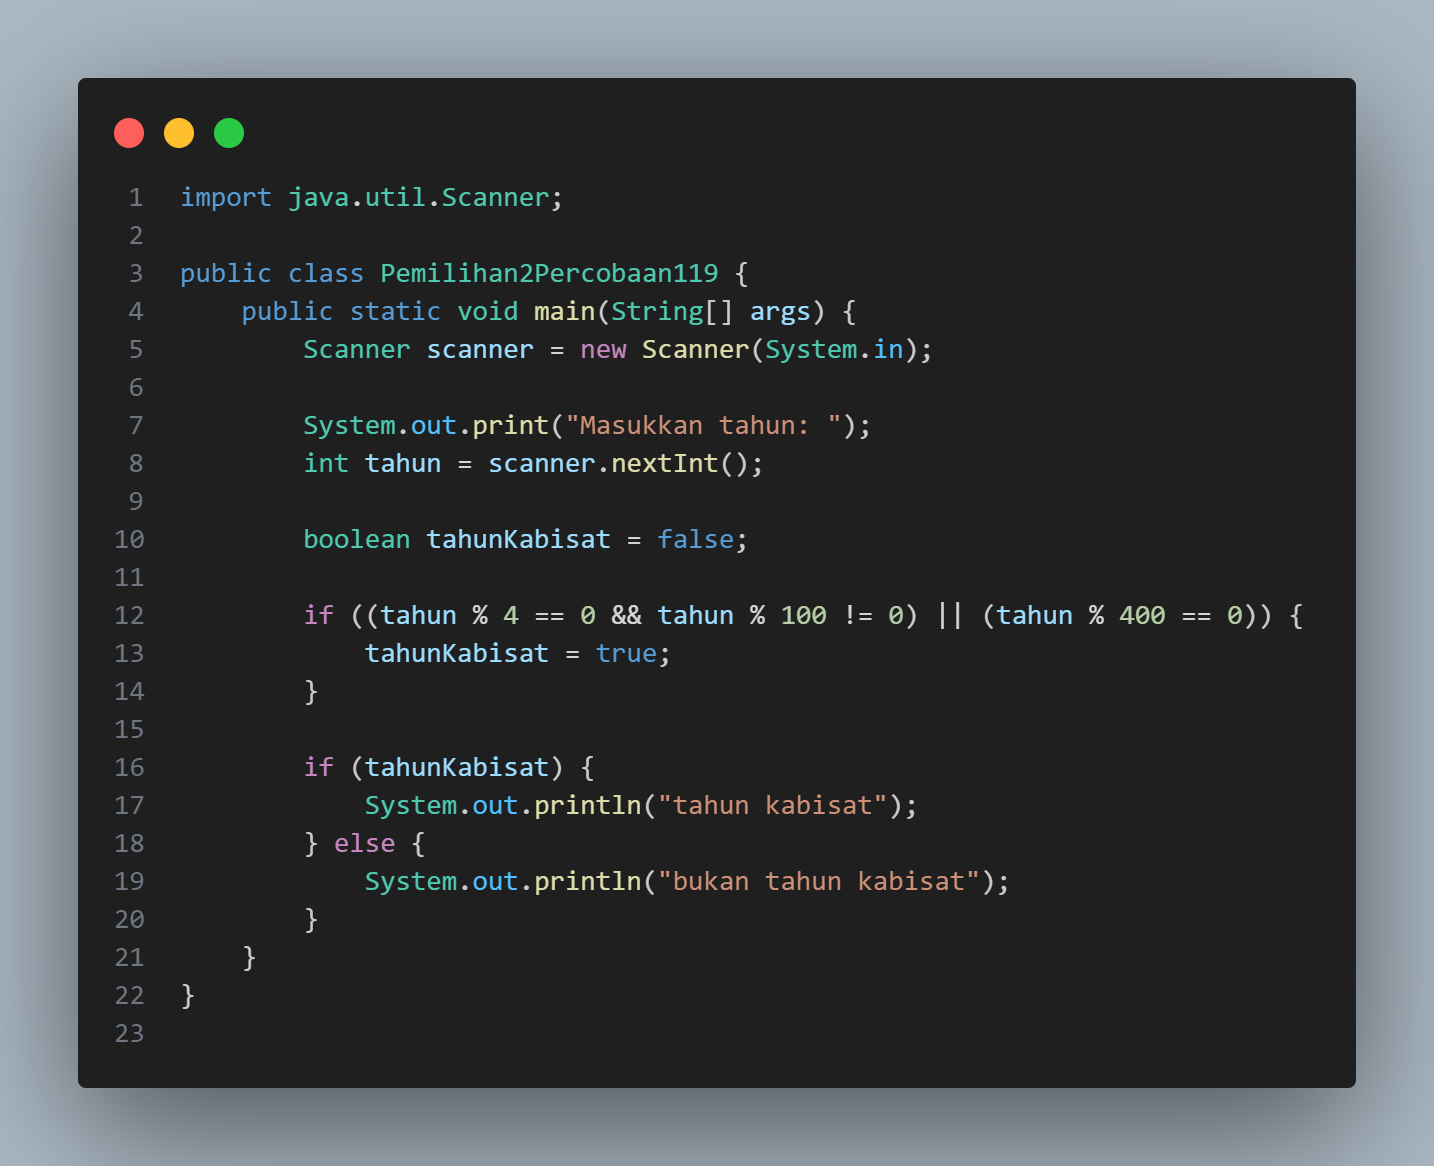 1 import java.util.Scanner;
2
3 public class Pemilihan2Percobaan119 {
4     public static void main(String[] args) {
5         Scanner scanner = new Scanner(System.in);
6
7         System.out.print("Masukkan tahun: ");
8         int tahun = scanner.nextInt();
9
10         boolean tahunKabisat = false;
11
12         if ((tahun % 4 == 0 && tahun % 100 != 0) || (tahun % 400 == 0)) {
13             tahunKabisat = true;
14         }
15
16         if (tahunKabisat) {
17             System.out.println("tahun kabisat");
18         } else {
19             System.out.println("bukan tahun kabisat");
20         }
21     }
22 }
23